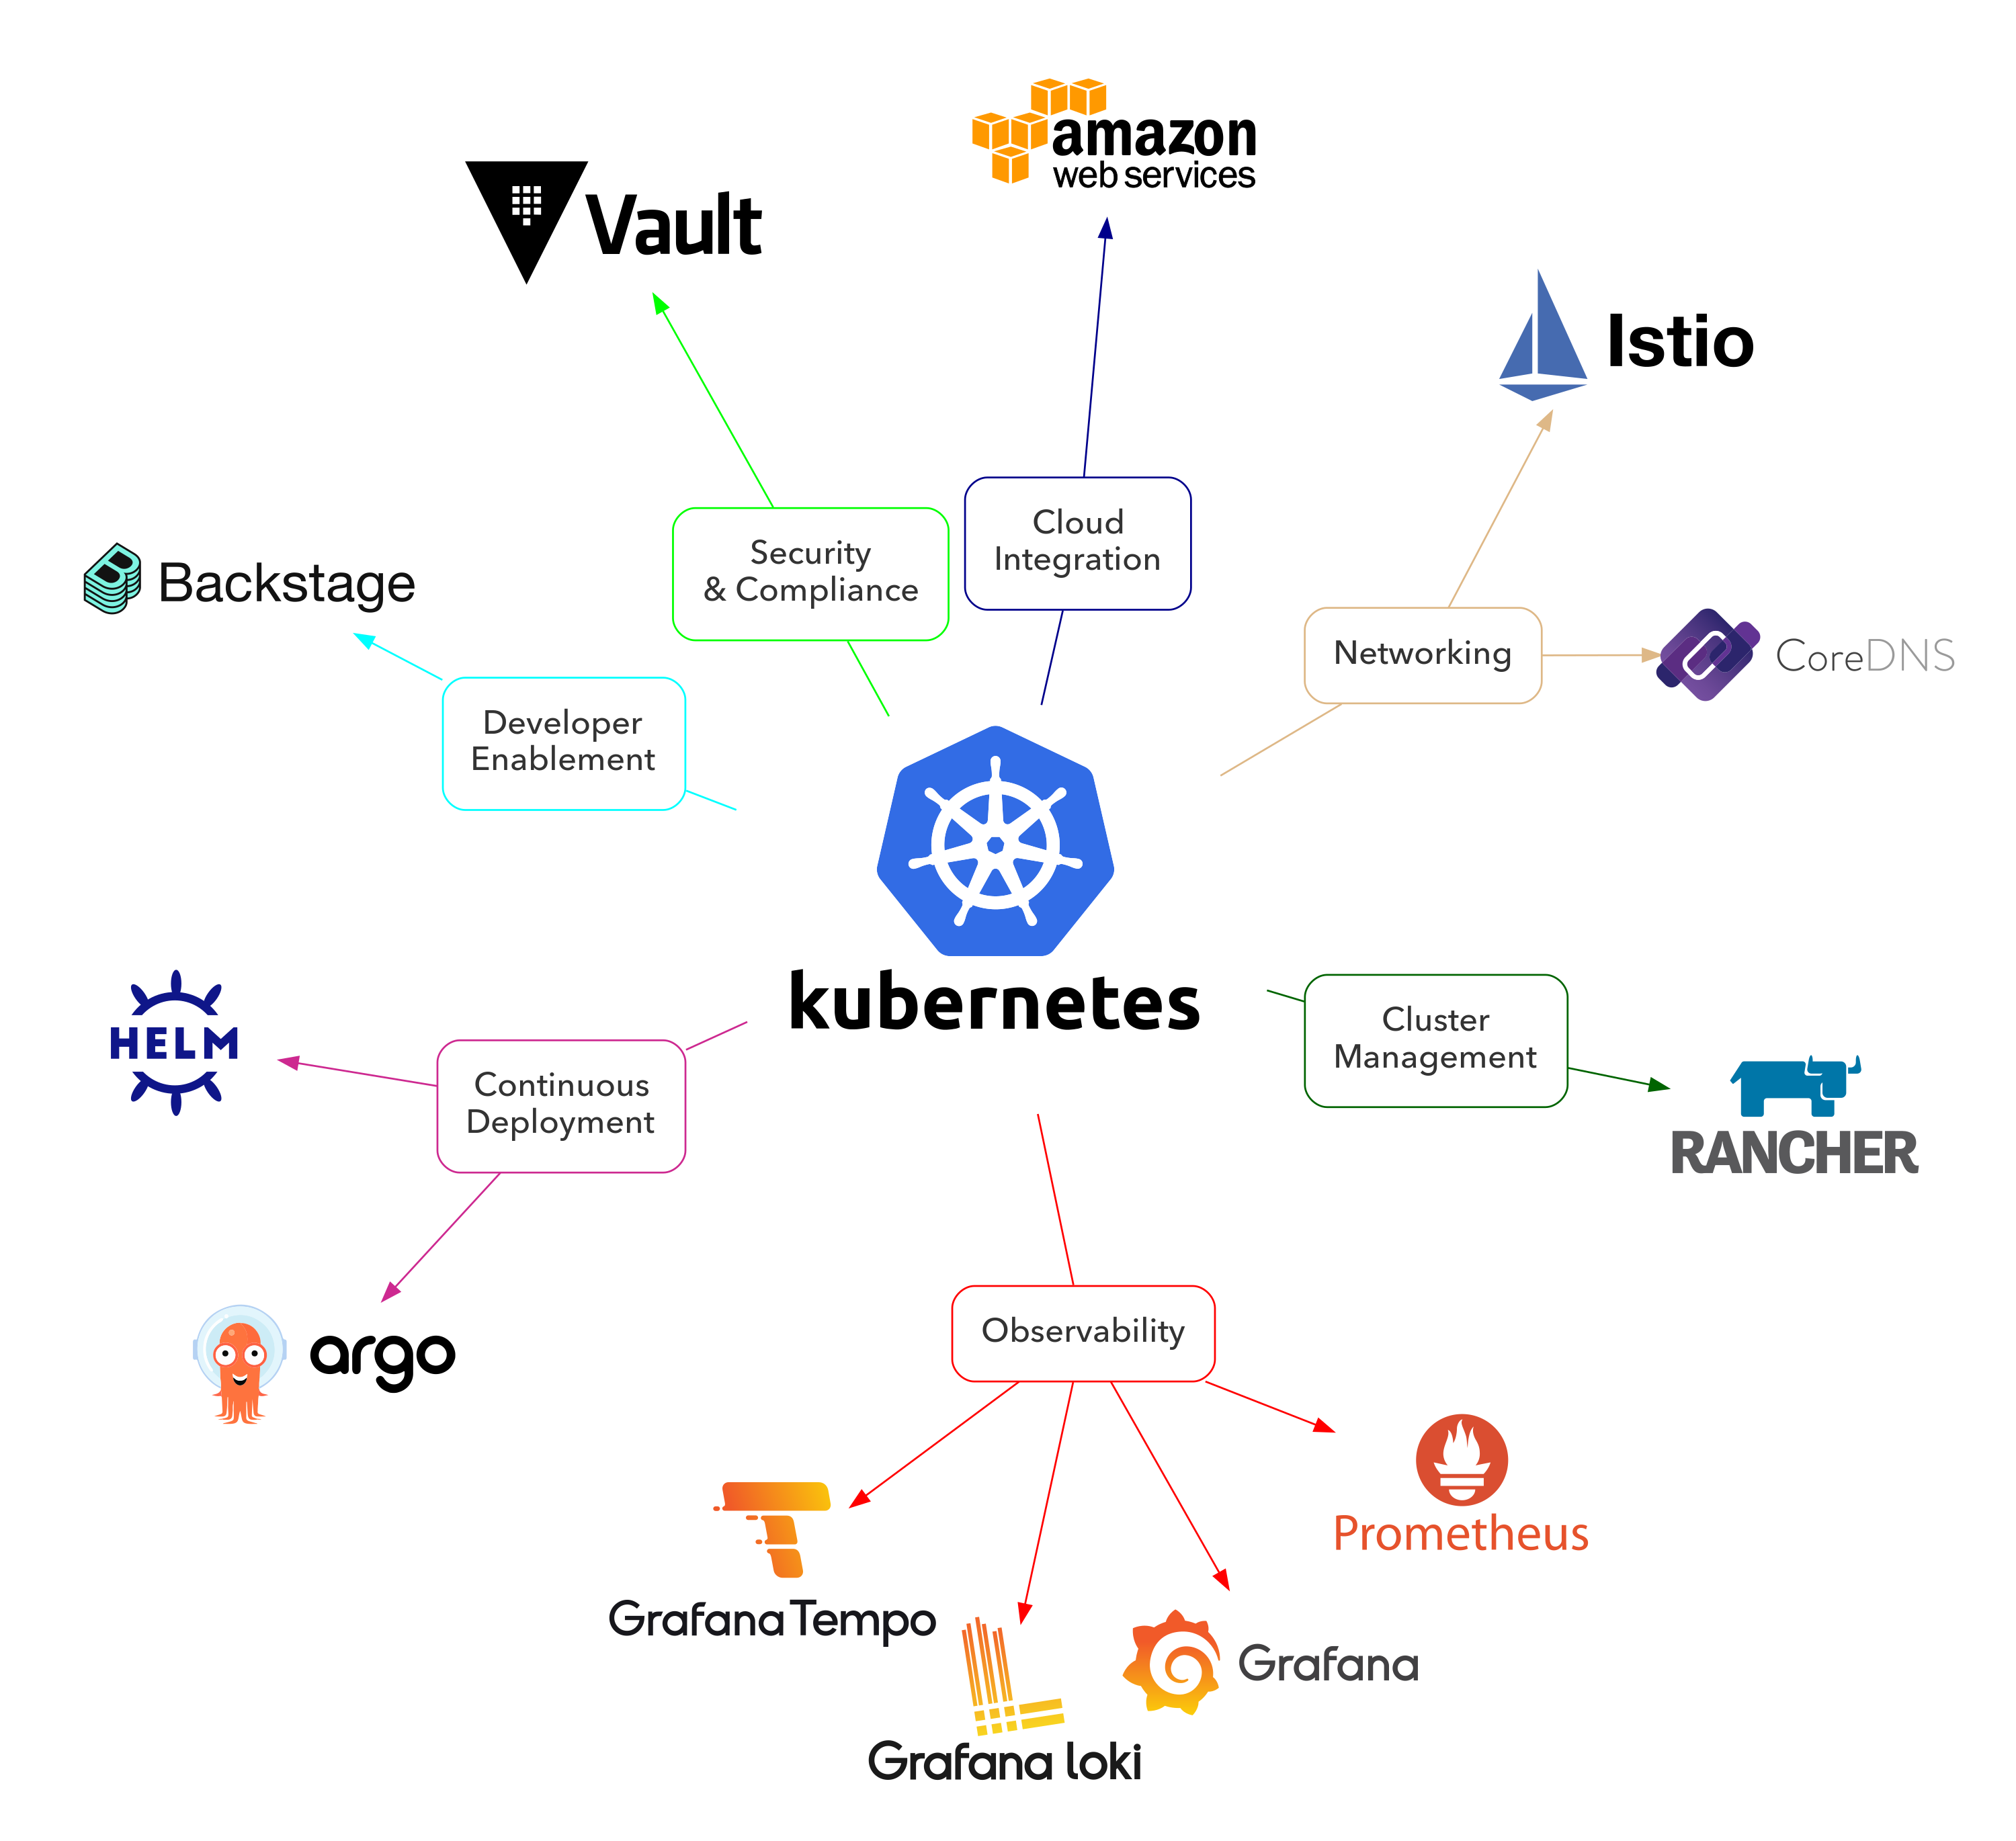 amazon
web services
Vault
Istio
Cloud
Integration
Security
& Compliance
Backstage
Networking
CoreDNS
Developer
Enablement
kubernetes
HELM
Cluster
Management
Continuous
Deployment
RANCHER
Observability
argo
Prometheus
Grafana Tempo
Grafana
Grafana loki